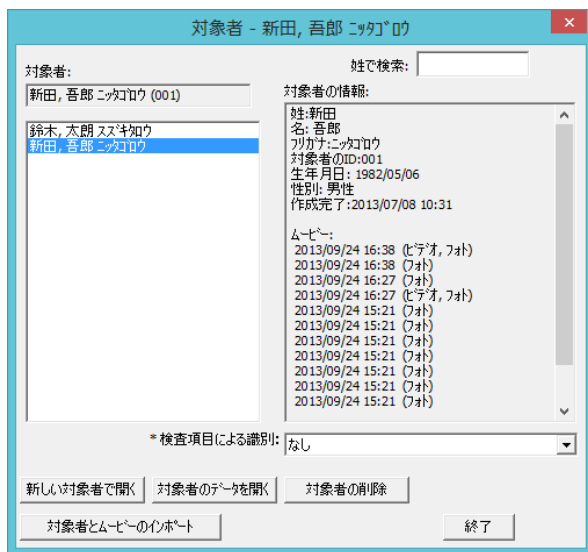 対象者 - 新田, 吾郎 ﾆｯﾀｺﾞﾛｳ
×
姓で検索:
対象者:
新田, 吾郎 ﾆｯﾀｺﾞﾛｳ (001)
鈴木, 太朗 ｽｽﾞｷﾀﾛｳ
新田, 吾郎 ﾆｯﾀｺﾞﾛｳ
対象者の情報:
姓:新田
名: 吾郎
ﾌﾘｶﾞﾅ:ﾆｯﾀｺﾞﾛｳ
対象者のID:001
生年月日: 1982/05/06
性別: 男性
作成完了:2013/07/08 10:31
ﾑｰﾋﾞｰ:
2013/09/24 16:38 (ﾋﾞﾃﾞｵ, ﾌｫﾄ)
2013/09/24 16:38 (ﾌｫﾄ)
2013/09/24 16:27 (ﾌｫﾄ)
2013/09/24 16:27 (ﾋﾞﾃﾞｵ, ﾌｫﾄ)
2013/09/24 15:21 (ﾌｫﾄ)
2013/09/24 15:21 (ﾌｫﾄ)
2013/09/24 15:21 (ﾌｫﾄ)
2013/09/24 15:21 (ﾌｫﾄ)
2013/09/24 15:21 (ﾌｫﾄ)
2013/09/24 15:21 (ﾌｫﾄ)
2013/09/24 15:21 (ﾌｫﾄ)
*検査項目による識別: なし
新しい対象者で開く 対象者のﾃﾞｰﾀを開く 対象者の削除
対象者とﾑｰﾋﾞｰのｲﾝﾎﾟｰﾄ 終了